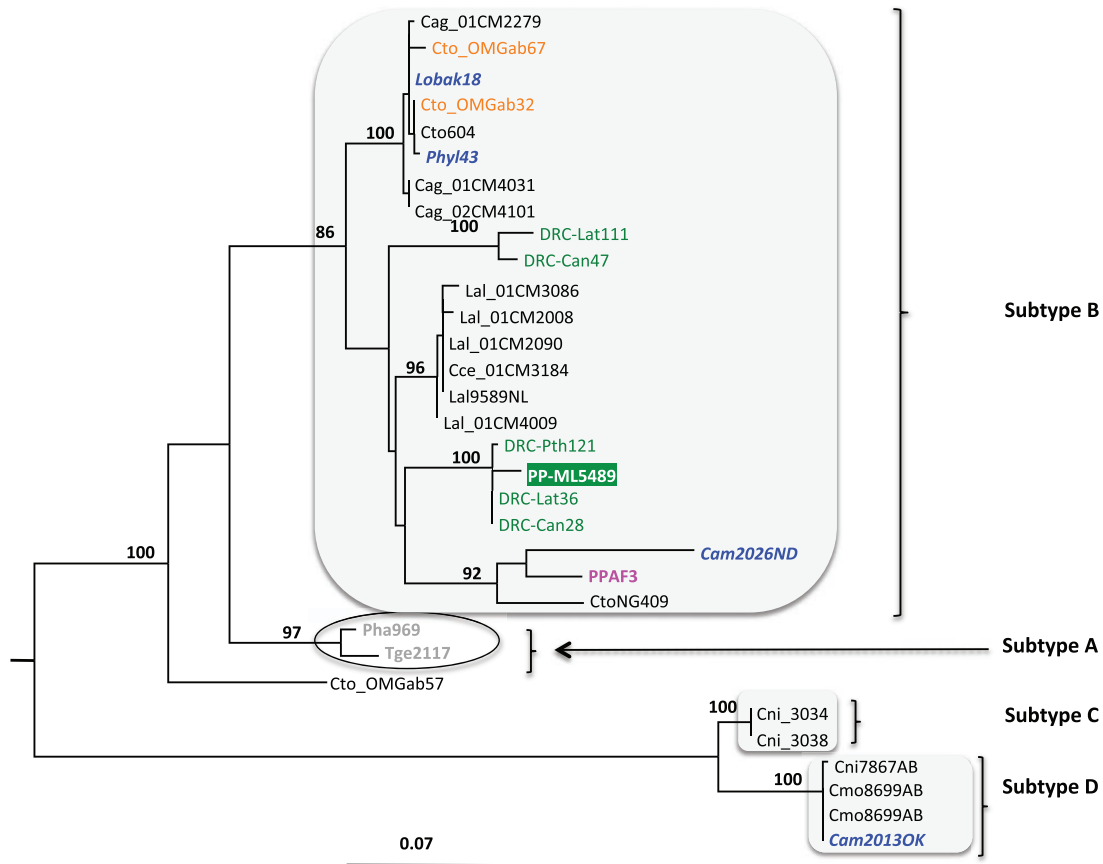 Cag_01CM2279
Cto_OMGab67
Lobak18
Cto_OMGab32
100
Cto604
Phyl43
Cag_01CM4031
Cag_02CM4101
100
86
DRC-Lat111
DRC-Can47
Lal_01CM3086
Subtype B
Lal_01CM2008
Lal_01CM2090
96
Cce_01CM3184
Lal9589NL
Lal_01CM4009
DRC-Pth121
100
PP-ML5489
DRC-Lat36
DRC-Can28
100
Cam2026ND
92
PPAF3
CtoNG409
97
Pha969
Subtype A
Tge2117
Cto_OMGab57
100
Cni_3034
Subtype C
Cni_3038
Cni7867AB
100
Subtype D
Cmo8699AB
Cmo8699AB
Cam2013OK
0.07